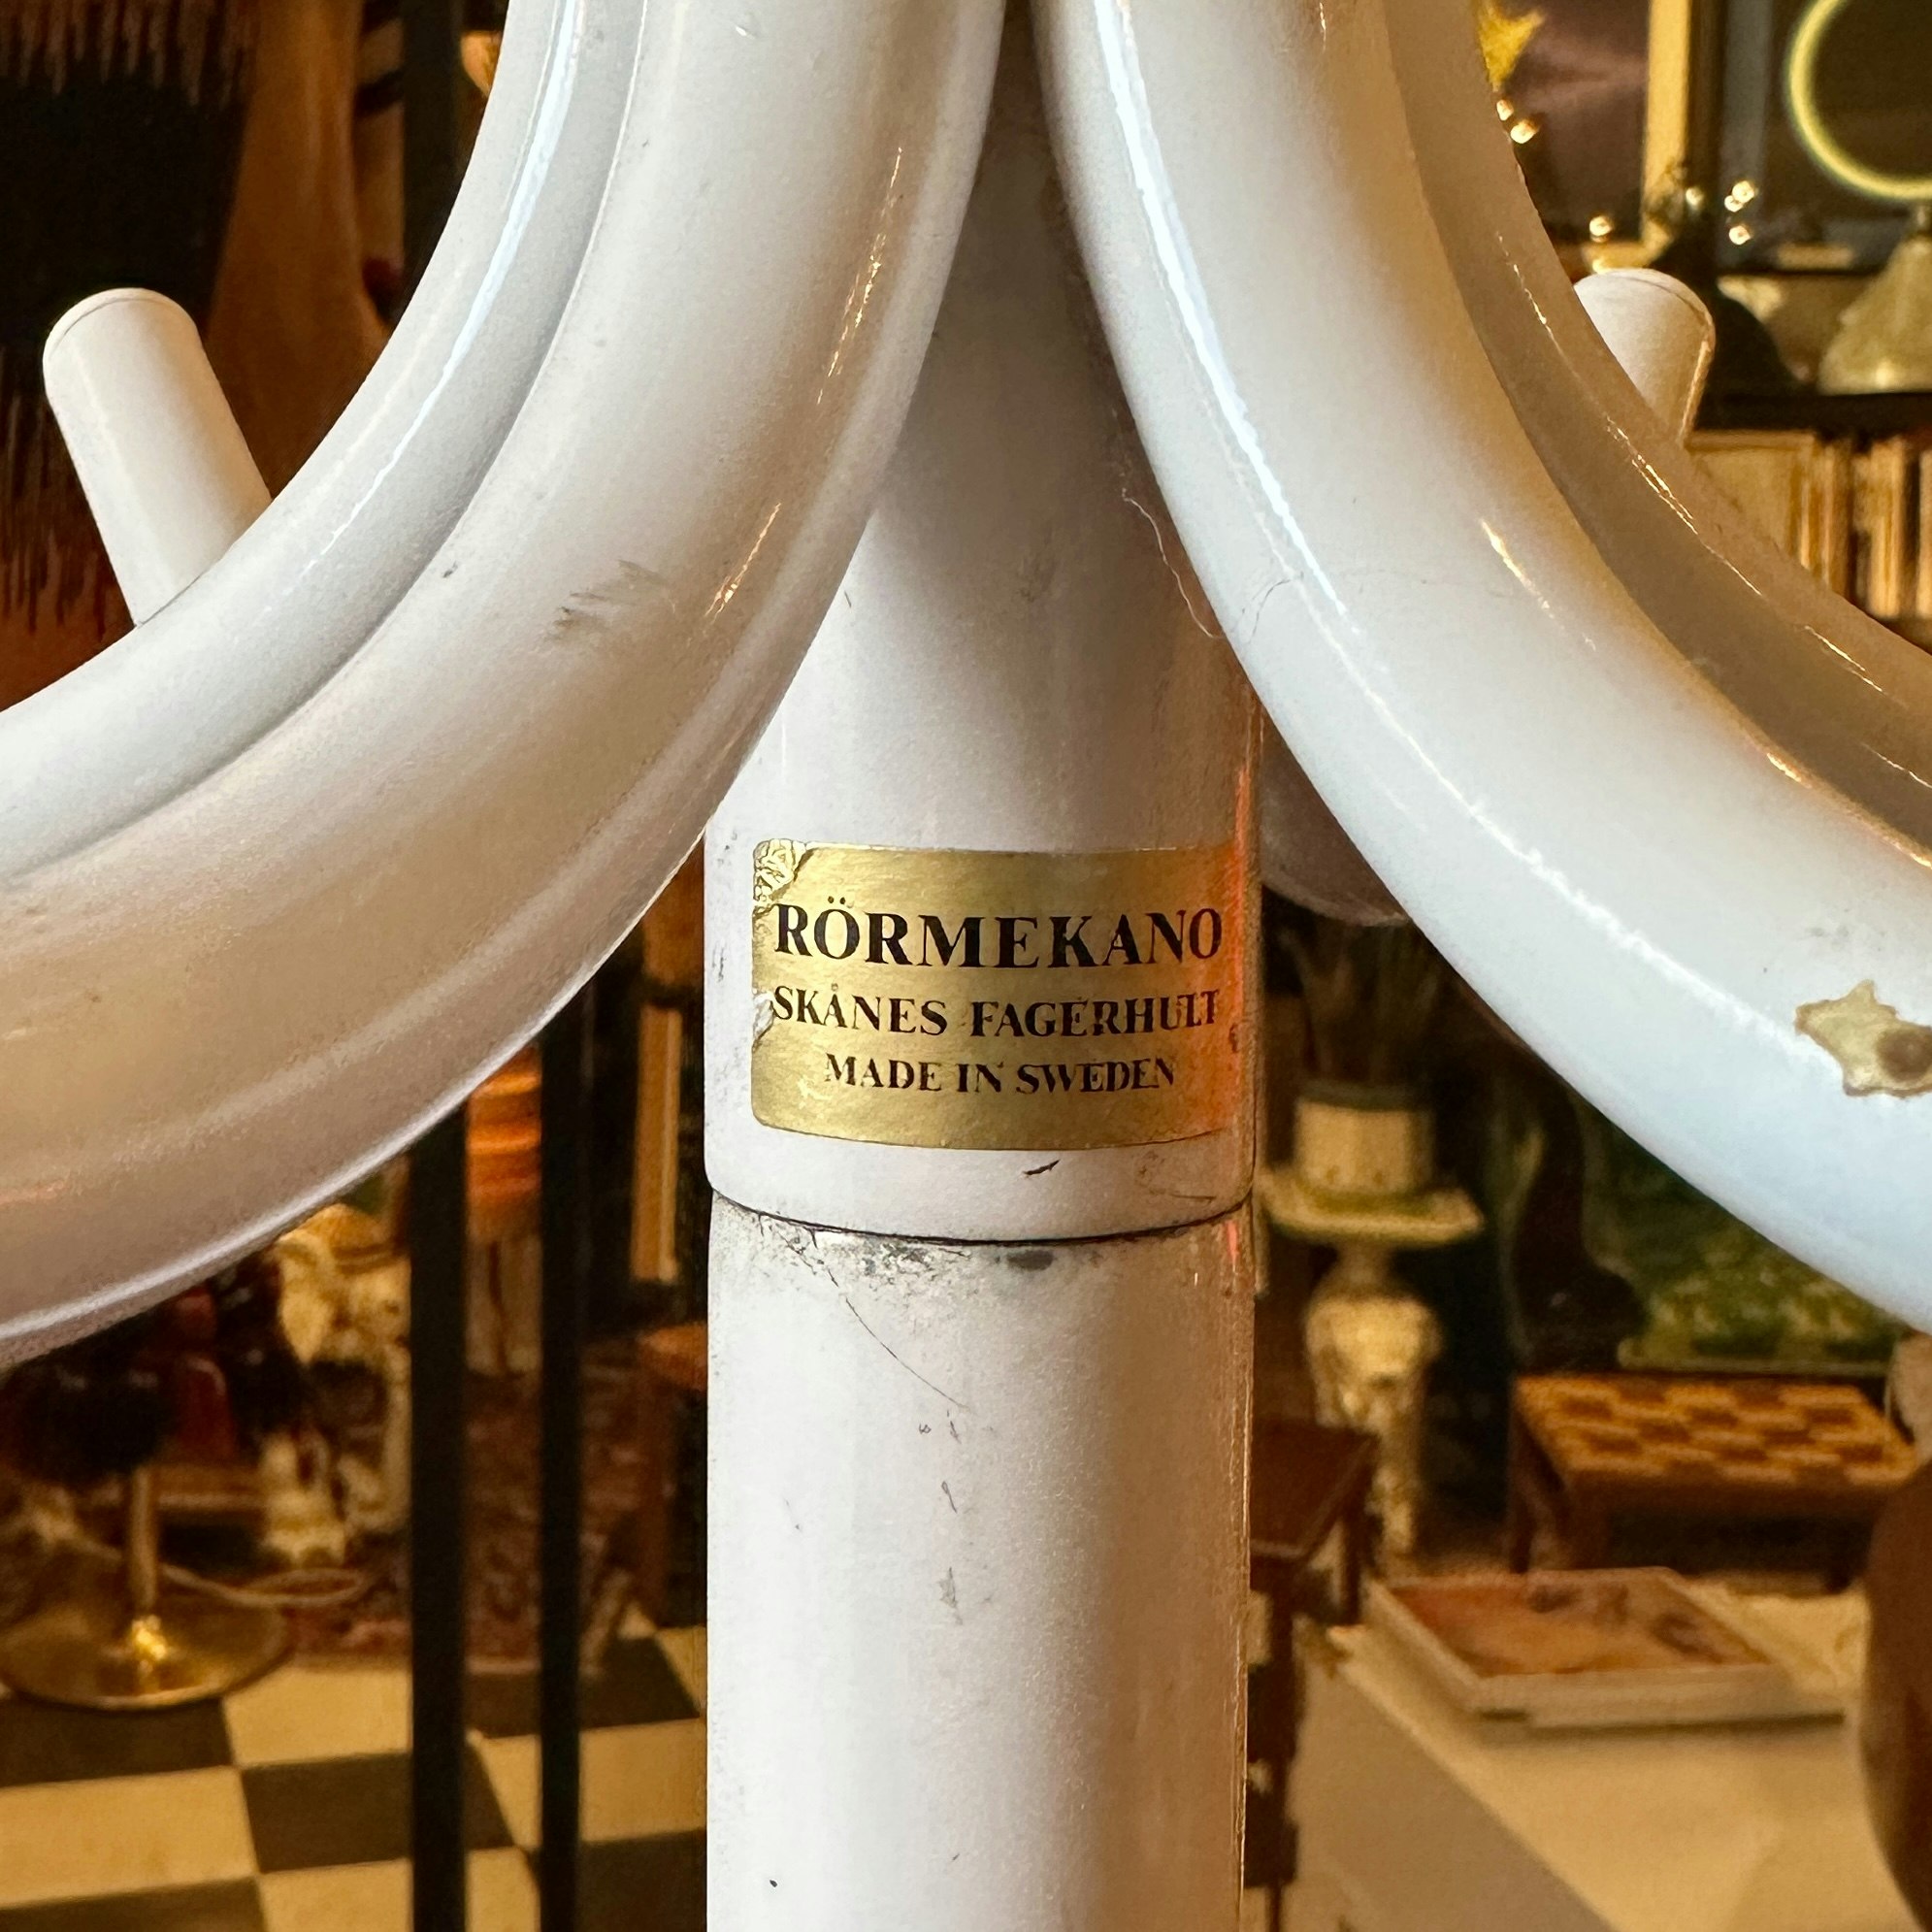 RÖRMEKANO
SKÅNES FAGERHULT
MADE IN SWEDEN